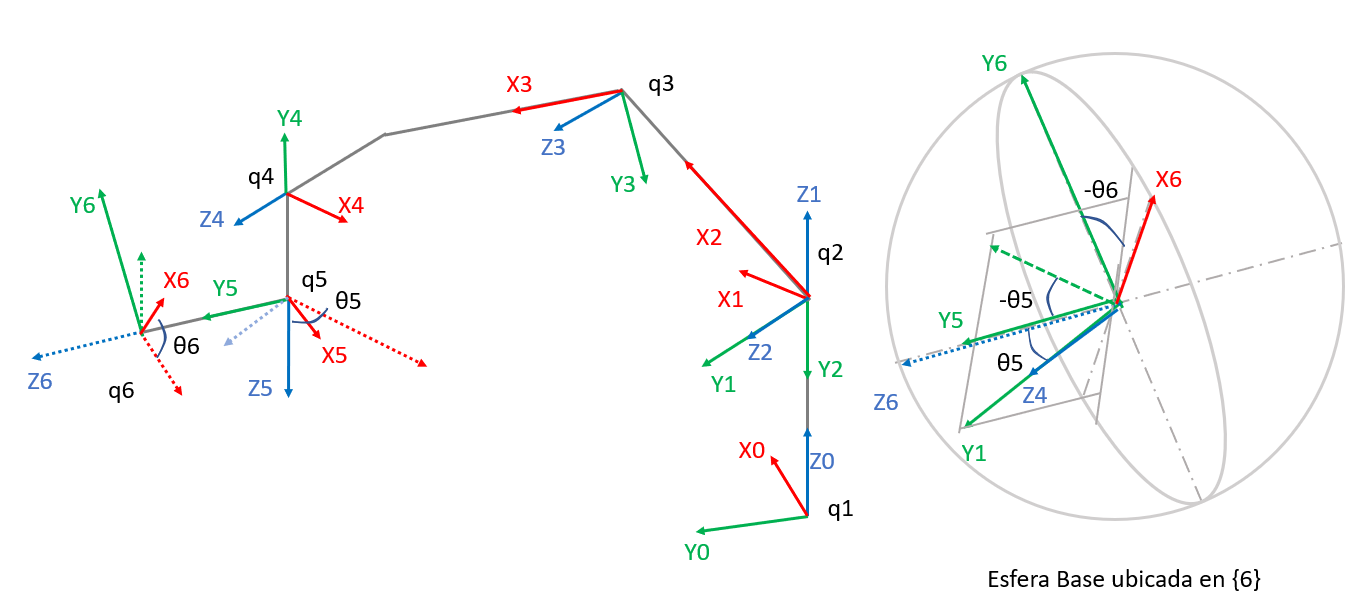 X3
q3
Z3
Y3
Y4
q4
X4
Z4
Y6
X6
Y5
q5
θ5
X5
θ6
Z6
q6
Z5
Z1
q2
X2
X1
Z2
Y1
Y2
X0
Z0
q1
Y0
Y6
-θ6
X6
-θ5
Y5
θ5
Z4
Z6
Y1
Esfera Base ubicada en {6}